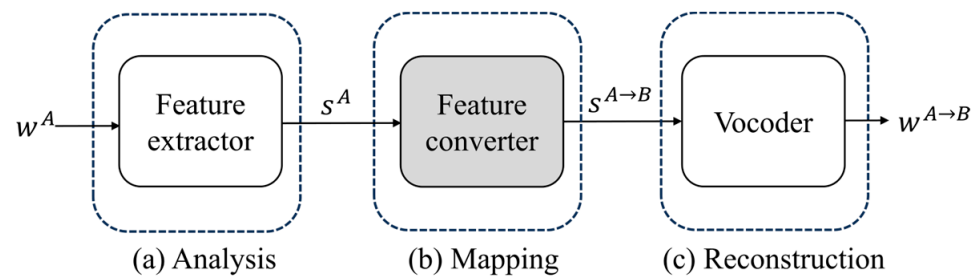 w^A
Feature
extractor
s^A
Feature
converter
s^{A→B}
Vocoder
w^{A→B}
(a) Analysis
(b) Mapping
(c) Reconstruction